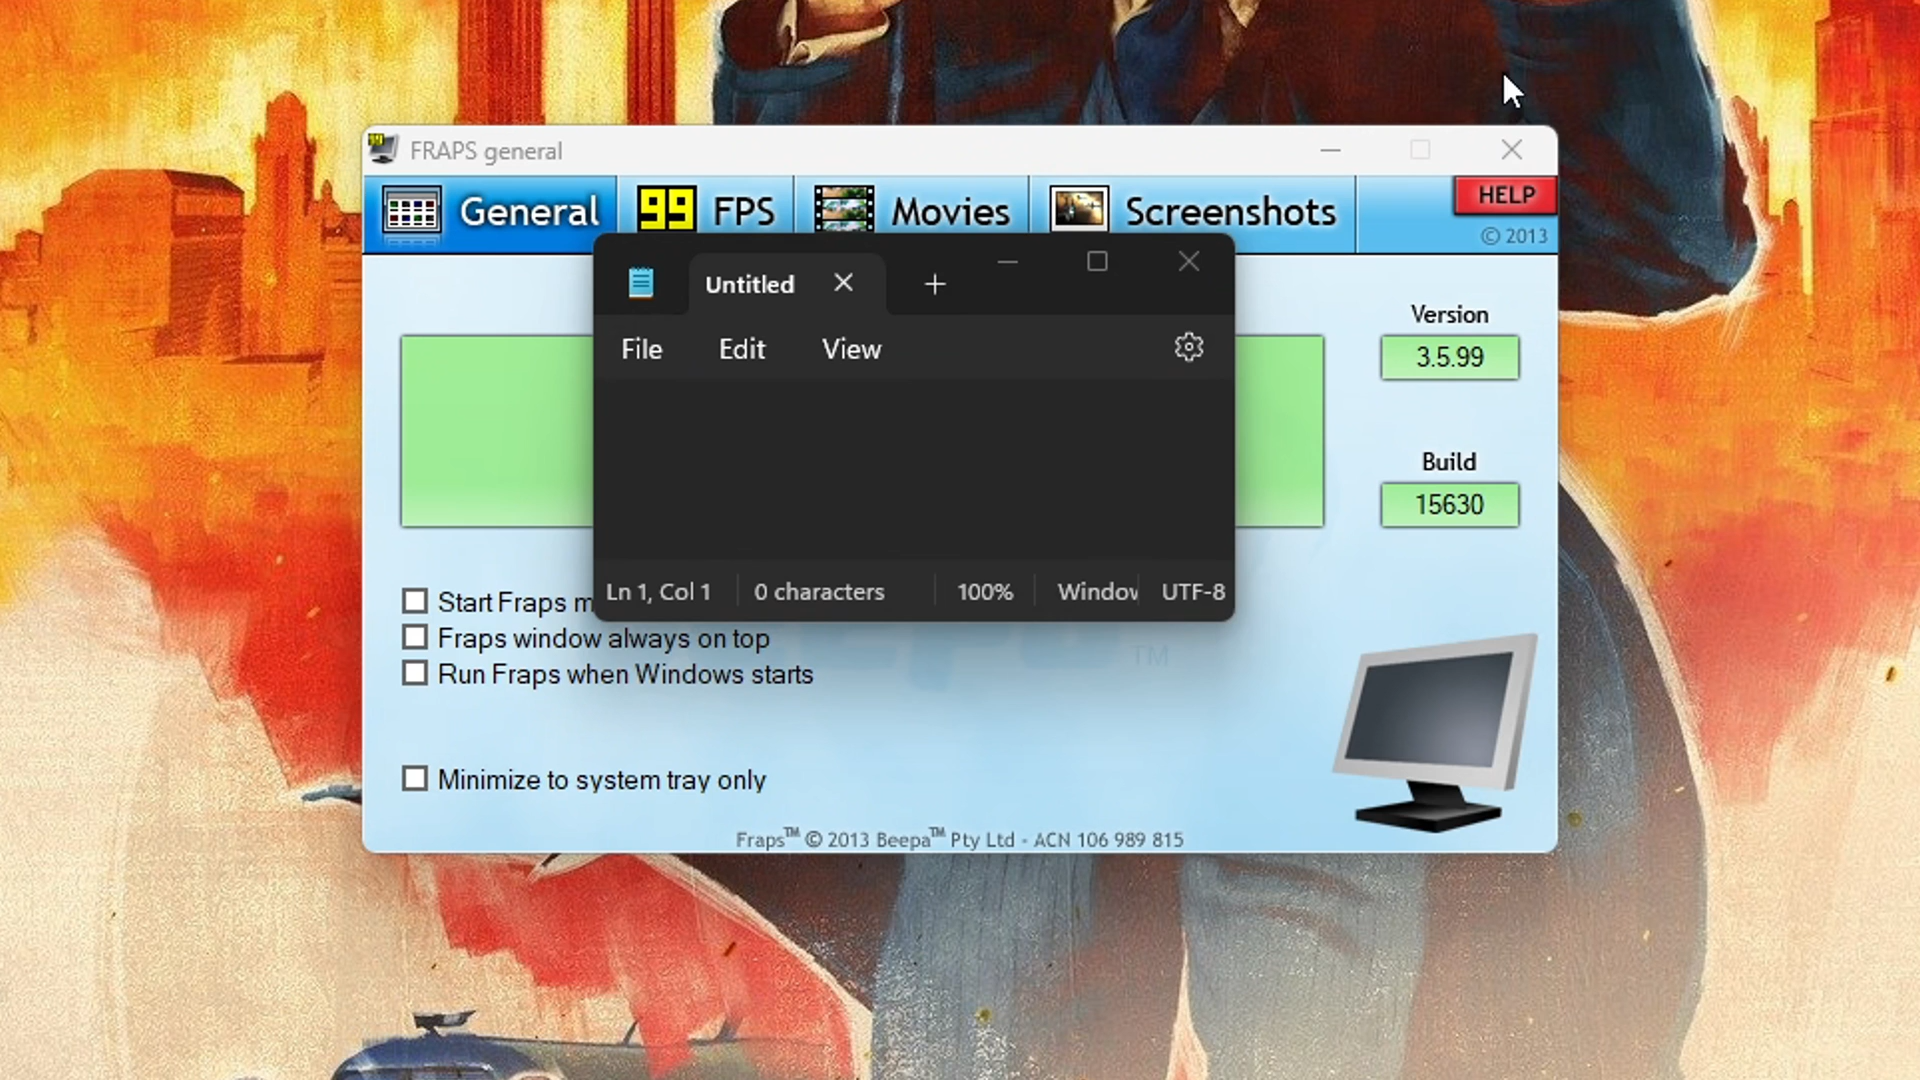 FRAPS general
General
99 FPS
Movies
Screenshots
HELP
© 2013
Untitled
File Edit View
Version
3.5.99
Build
15630
Ln 1, Col 1 0 characters 100% Window UTF-8
Start Fraps m
Fraps window always on top
TM
Run Fraps when Windows starts
Minimize to system tray only
Fraps™ © 2013 Beepa™ Pty Ltd - ACN 106 989 815